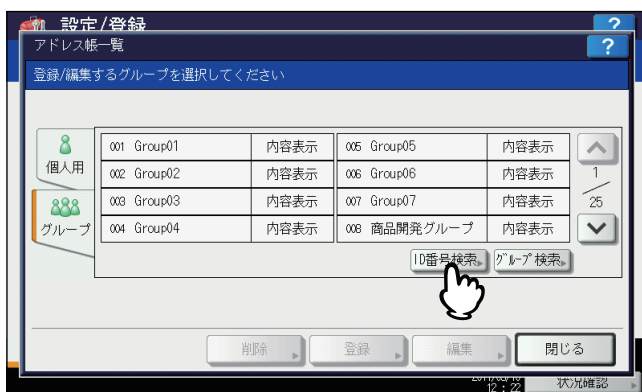 設定/登録
?
アドレス帳一覧
?
登録/編集するグループを選択してください
個人用
グループ
001 Group01 内容表示 005 Group05 内容表示
002 Group02 内容表示 006 Group06 内容表示
003 Group03 内容表示 007 Group07 内容表示
004 Group04 内容表示 008 商品開発グループ 内容表示
1
25
ID番号検索
グループ検索
削除
登録
編集
閉じる
12:22
状況確認